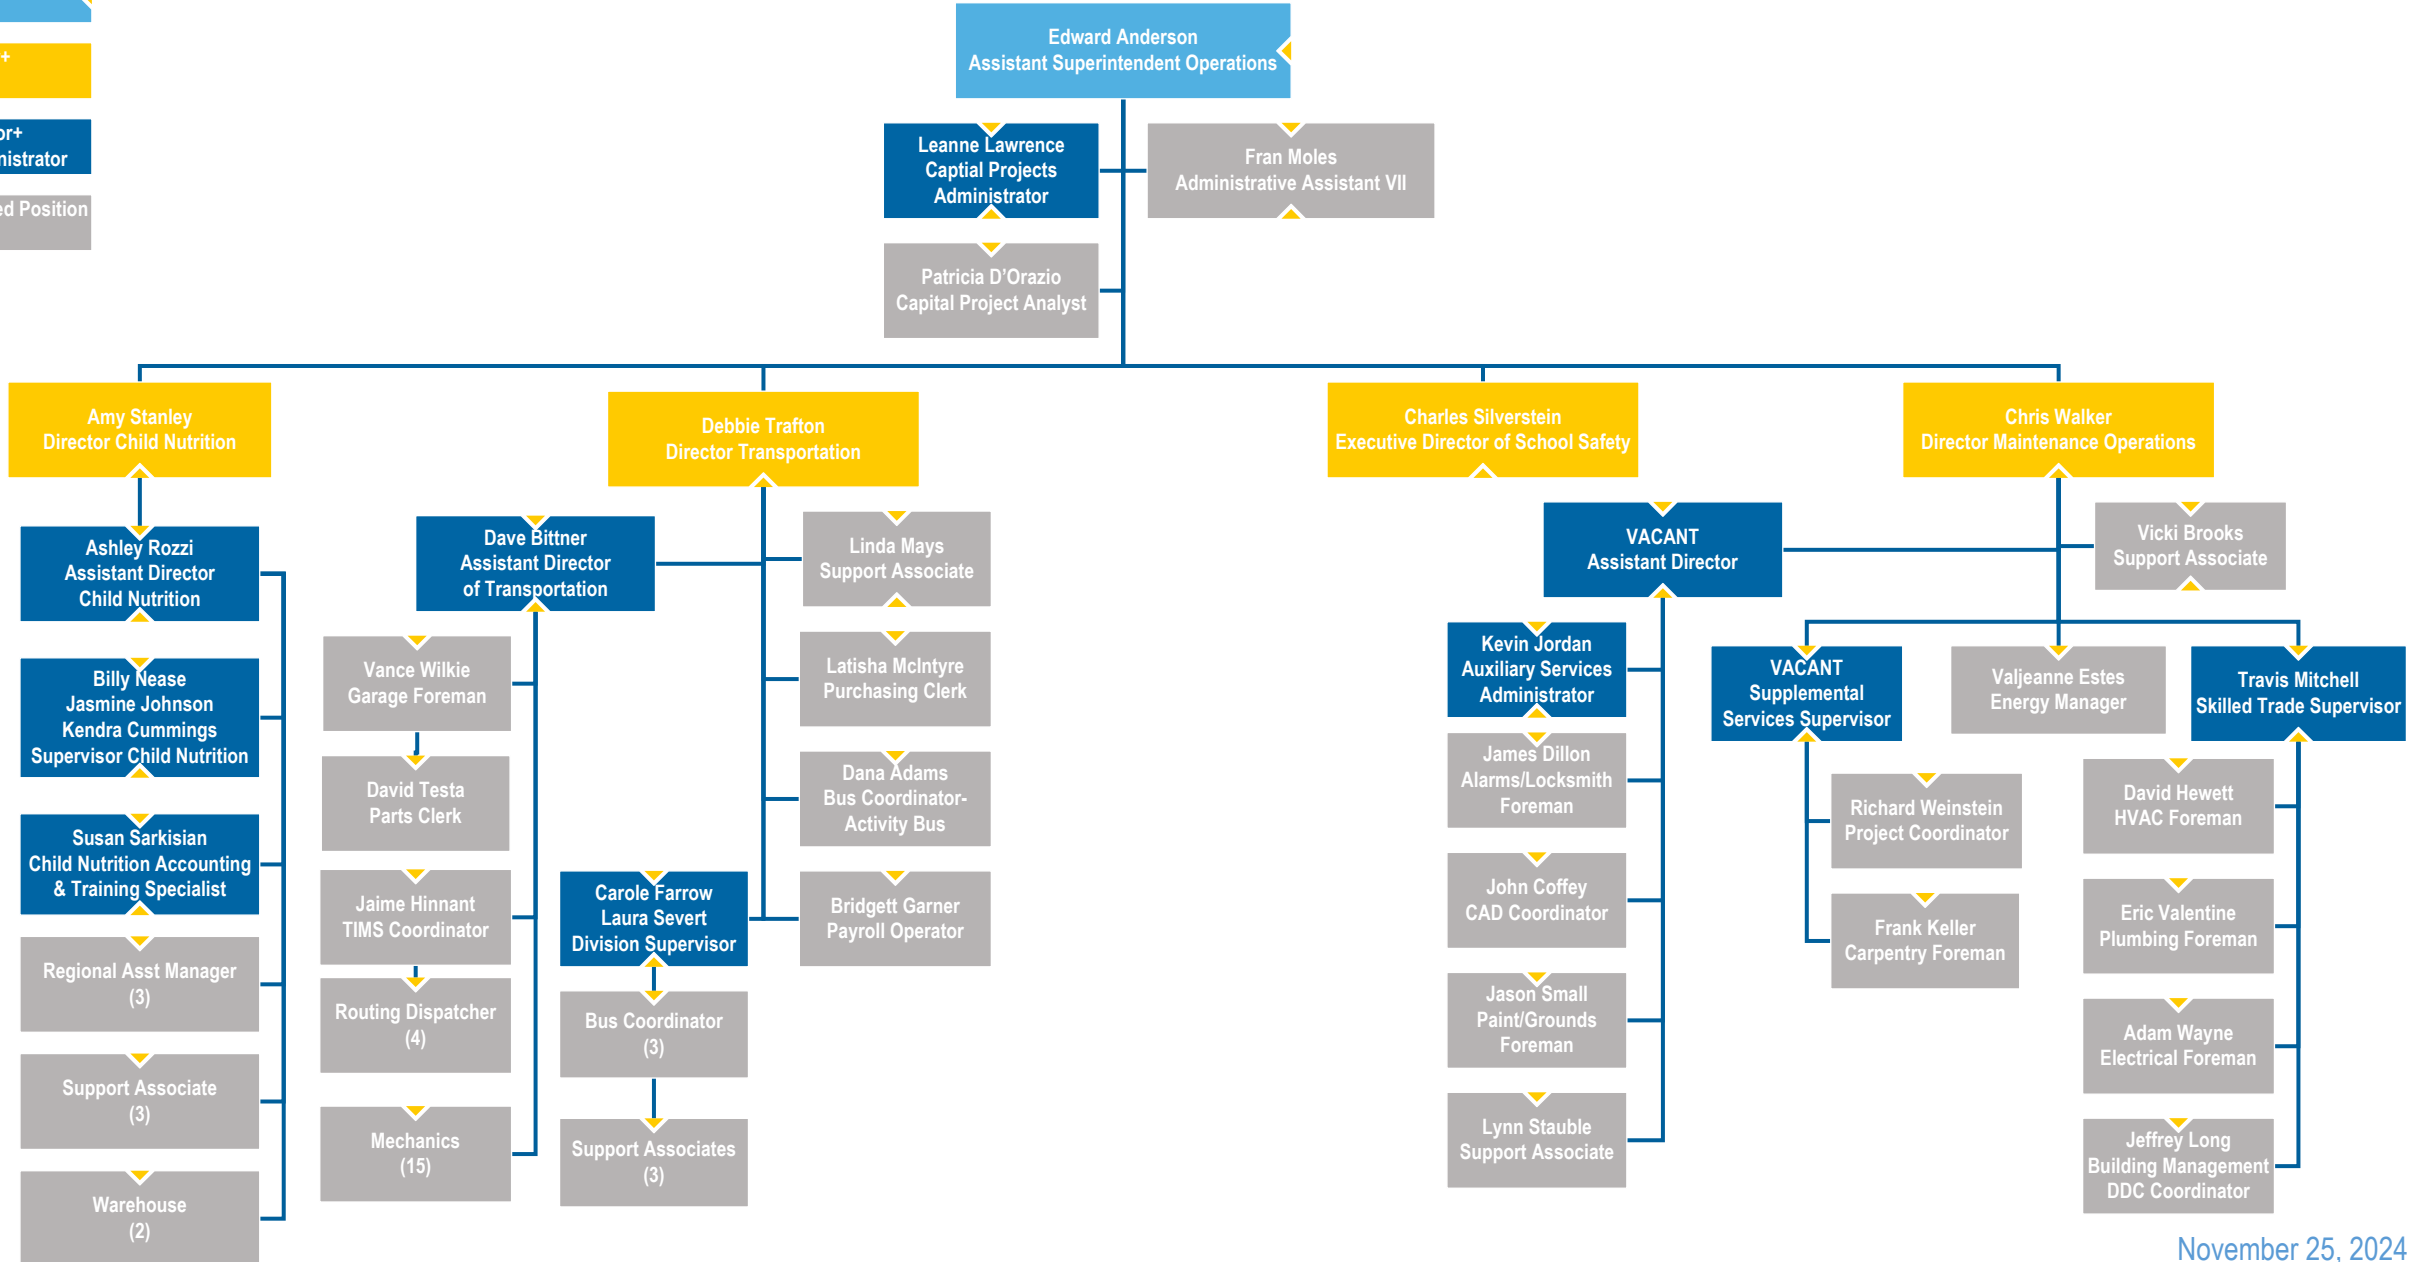 +
or+
nistrator
ed Position
Edward Anderson
Assistant Superintendent Operations
Leanne Lawrence
Captial Projects
Administrator
Fran Moles
Administrative Assistant VII
Patricia D'Orazio
Capital Project Analyst
Amy Stanley
Director Child Nutrition
Debbie Trafton
Director Transportation
Charles Silverstein
Executive Director of School Safety
Chris Walker
Director Maintenance Operations
Ashley Rozzi
Assistant Director
Child Nutrition
Billy Nease
Jasmine Johnson
Kendra Cummings
Supervisor Child Nutrition
Susan Sarkisian
Child Nutrition Accounting
& Training Specialist
Regional Asst Manager
(3)
Support Associate
(3)
Warehouse
(2)
Dave Bittner
Assistant Director
of Transportation
Vance Wilkie
Garage Foreman
David Testa
Parts Clerk
Jaime Hinnant
TIMS Coordinator
Routing Dispatcher
(4)
Mechanics
(15)
Linda Mays
Support Associate
Latisha McIntyre
Purchasing Clerk
Dana Adams
Bus Coordinator-
Activity Bus
Bridgett Garner
Payroll Operator
Carole Farrow
Laura Severt
Division Supervisor
Bus Coordinator
(3)
Support Associates
(3)
VACANT
Assistant Director
Kevin Jordan
Auxiliary Services
Administrator
James Dillon
Alarms/Locksmith
Foreman
John Coffey
CAD Coordinator
Jason Small
Paint/Grounds
Foreman
Lynn Stauble
Support Associate
Vicki Brooks
Support Associate
VACANT
Supplemental
Services Supervisor
Richard Weinstein
Project Coordinator
Frank Keller
Carpentry Foreman
Valjeanne Estes
Energy Manager
Travis Mitchell
Skilled Trade Supervisor
David Hewett
HVAC Foreman
Eric Valentine
Plumbing Foreman
Adam Wayne
Electrical Foreman
Jeffrey Long
Building Management
DDC Coordinator
November 25, 2024